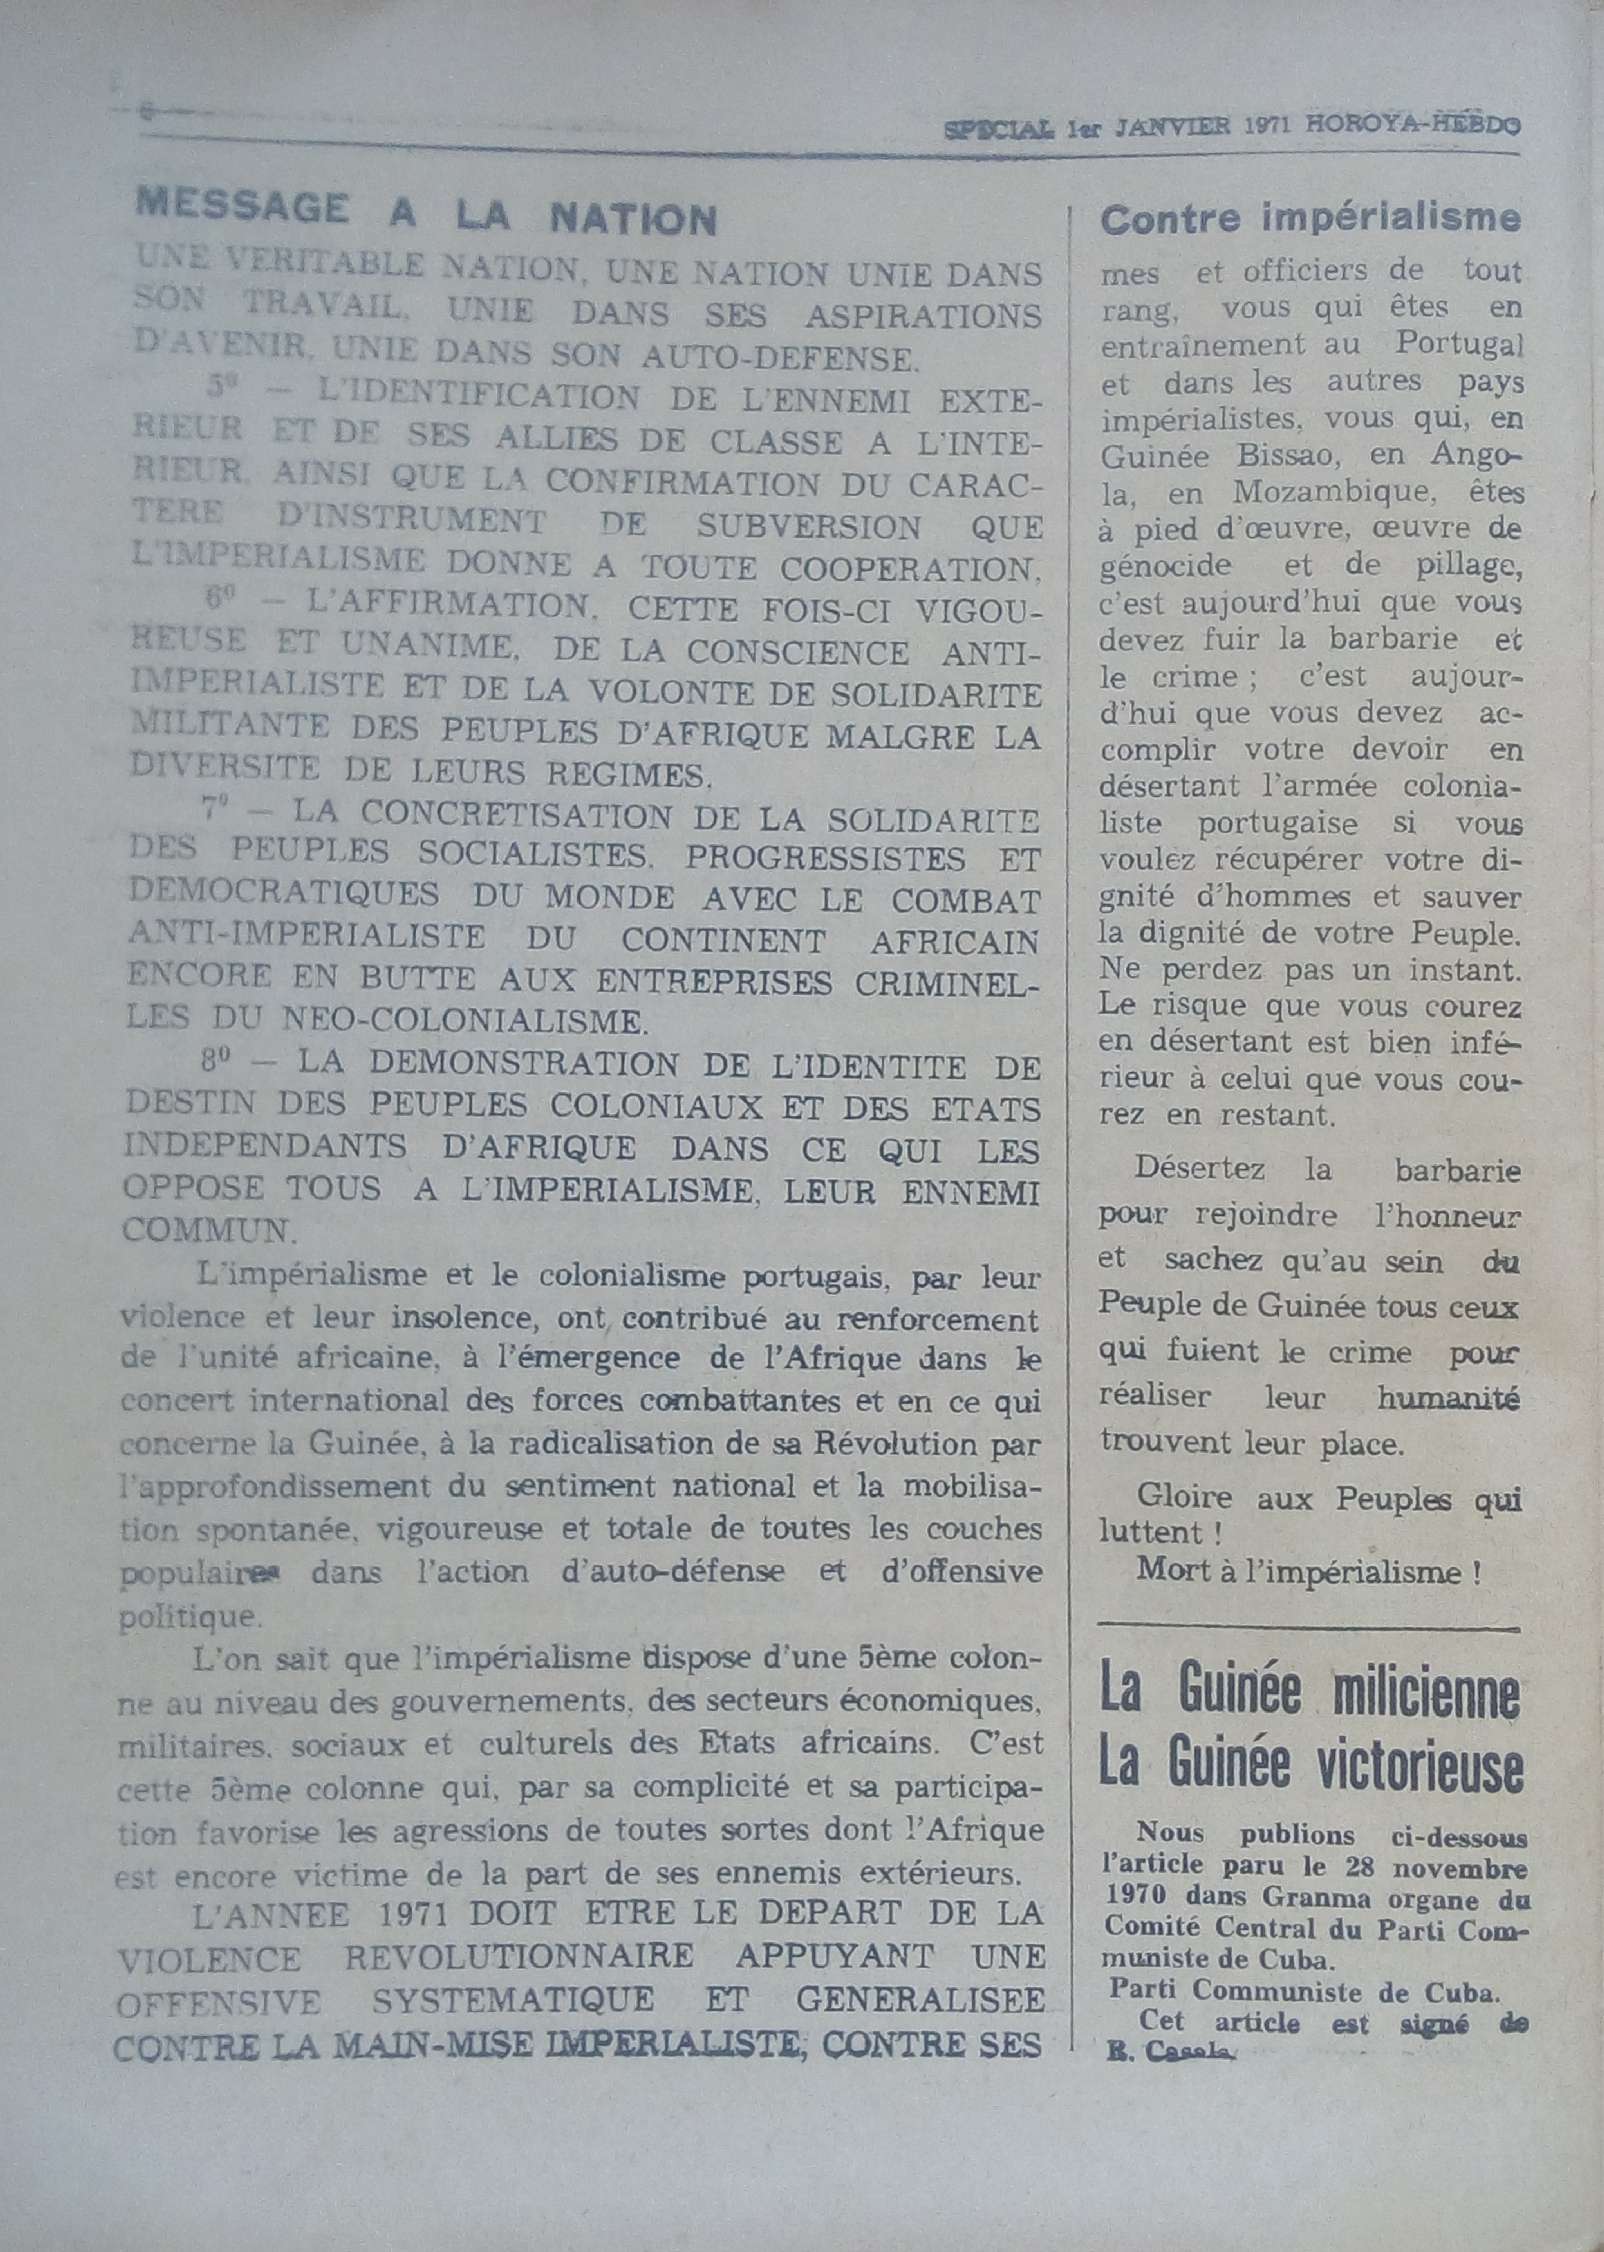 6
SPECIAL 1er JANVIER 1971 HOROYA-HEBDO
MESSAGE A LA NATION
UNE VERITABLE NATION, UNE NATION UNIE DANS
SON TRAVAIL, UNIE DANS SES ASPIRATIONS
D'AVENIR, UNIE DANS SON AUTO-DEFENSE.
5º — L'IDENTIFICATION DE L'ENNEMI EXTE-
RIEUR ET DE SES ALLIES DE CLASSE A L'INTE-
RIEUR, AINSI QUE LA CONFIRMATION DU CARAC-
TERE D'INSTRUMENT DE SUBVERSION QUE
L'IMPERIALISME DONNE A TOUTE COOPERATION.
6º — L'AFFIRMATION, CETTE FOIS-CI VIGOU-
REUSE ET UNANIME, DE LA CONSCIENCE ANTI-
IMPERIALISTE ET DE LA VOLONTE DE SOLIDARITE
MILITANTE DES PEUPLES D'AFRIQUE MALGRE LA
DIVERSITE DE LEURS REGIMES.
7º — LA CONCRETISATION DE LA SOLIDARITE
DES PEUPLES SOCIALISTES, PROGRESSISTES ET
DEMOCRATIQUES DU MONDE AVEC LE COMBAT
ANTI-IMPERIALISTE DU CONTINENT AFRICAIN
ENCORE EN BUTTE AUX ENTREPRISES CRIMINEL-
LES DU NEO-COLONIALISME.
8º — LA DEMONSTRATION DE L'IDENTITE DE
DESTIN DES PEUPLES COLONIAUX ET DES ETATS
INDEPENDANTS D'AFRIQUE DANS CE QUI LES
OPPOSE TOUS A L'IMPERIALISME, LEUR ENNEMI
COMMUN.
L'impérialisme et le colonialisme portugais, par leur
violence et leur insolence, ont contribué au renforcement
de l'unité africaine, à l'émergence de l'Afrique dans le
concert international des forces combattantes et en ce qui
concerne la Guinée, à la radicalisation de sa Révolution par
l'approfondissement du sentiment national et la mobilisa-
tion spontanée, vigoureuse et totale de toutes les couches
populaires dans l'action d'auto-défense et d'offensive
politique.
L'on sait que l'impérialisme dispose d'une 5ème colon-
ne au niveau des gouvernements, des secteurs économiques,
militaires, sociaux et culturels des Etats africains. C'est
cette 5ème colonne qui, par sa complicité et sa participa-
tion favorise les agressions de toutes sortes dont l'Afrique
est encore victime de la part de ses ennemis extérieurs.
L'ANNEE 1971 DOIT ETRE LE DEPART DE LA
VIOLENCE REVOLUTIONNAIRE APPUYANT UNE
OFFENSIVE SYSTEMATIQUE ET GENERALISEE
CONTRE LA MAIN-MISE IMPERIALISTE, CONTRE SES
Contre impérialisme
mes et officiers de tout
rang, vous qui êtes en
entraînement au Portugal
et dans les autres pays
impérialistes, vous qui, en
Guinée Bissao, en Ango-
la, en Mozambique, êtes
à pied d'œuvre, œuvre de
génocide et de pillage,
c'est aujourd'hui que vous
devez fuir la barbarie et
le crime ; c'est aujour-
d'hui que vous devez ac-
complir votre devoir en
désertant l'armée colonia-
liste portugaise si vous
voulez récupérer votre di-
gnité d'hommes et sauver
la dignité de votre Peuple.
Ne perdez pas un instant.
Le risque que vous courez
en désertant est bien infé-
rieur à celui que vous cou-
rez en restant.
Désertez la barbarie
pour rejoindre l'honneur
et sachez qu'au sein du
Peuple de Guinée tous ceux
qui fuient le crime pour
réaliser leur humanité
trouvent leur place.
Gloire aux Peuples qui
luttent !
Mort à l'impérialisme !
La Guinée milicienne
La Guinée victorieuse
Nous publions ci-dessous
l'article paru le 28 novembre
1970 dans Granma organe du
Comité Central du Parti Com-
muniste de Cuba.
Parti Communiste de Cuba.
Cet article est signé de
R. Casals